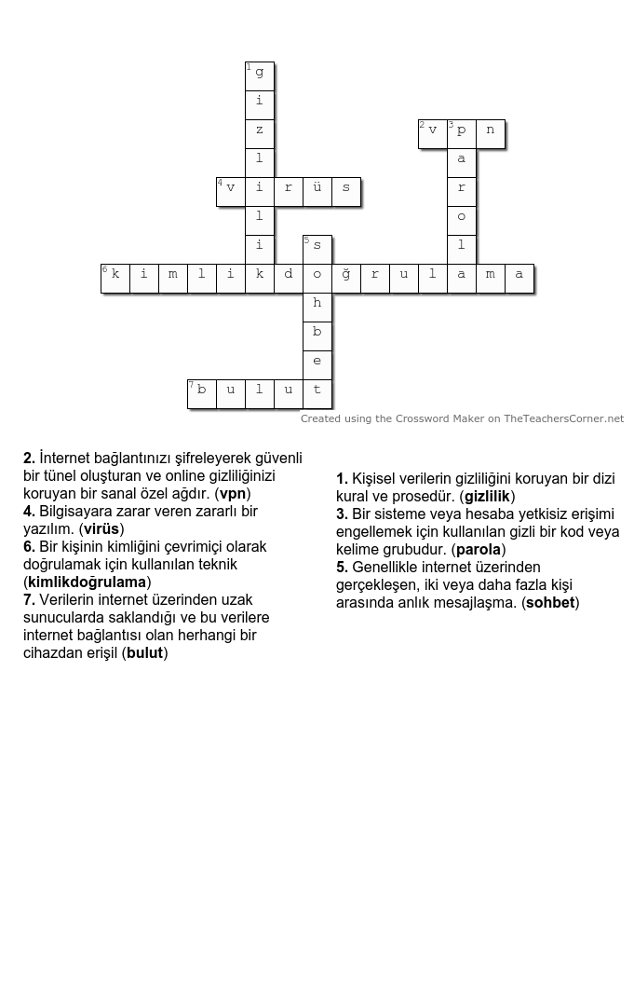 1 g
i
z 2 v 3 p n
l a
4 v i r ü s r
l o
i 5 s l
6 k i m l i k d o ğ r u l a m a
h
b
e
7 b u l u t
Created using the Crossword Maker on TheTeachersCorner.net
2. İnternet bağlantınızı şifreleyerek güvenli
bir tünel oluşturan ve online gizliliğinizi
koruyan bir sanal özel ağdır. (vpn)
4. Bilgisayara zarar veren zararlı bir
yazılım. (virüs)
6. Bir kişinin kimliğini çevrimiçi olarak
doğrulamak için kullanılan teknik
(kimlikdoğrulama)
7. Verilerin internet üzerinden uzak
sunucularda saklandığı ve bu verilere
internet bağlantısı olan herhangi bir
cihazdan erişil (bulut)
1. Kişisel verilerin gizliliğini koruyan bir dizi
kural ve prosedür. (gizlilik)
3. Bir sisteme veya hesaba yetkisiz erişimi
engellemek için kullanılan gizli bir kod veya
kelime grubudur. (parola)
5. Genellikle internet üzerinden
gerçekleşen, iki veya daha fazla kişi
arasında anlık mesajlaşma. (sohbet)